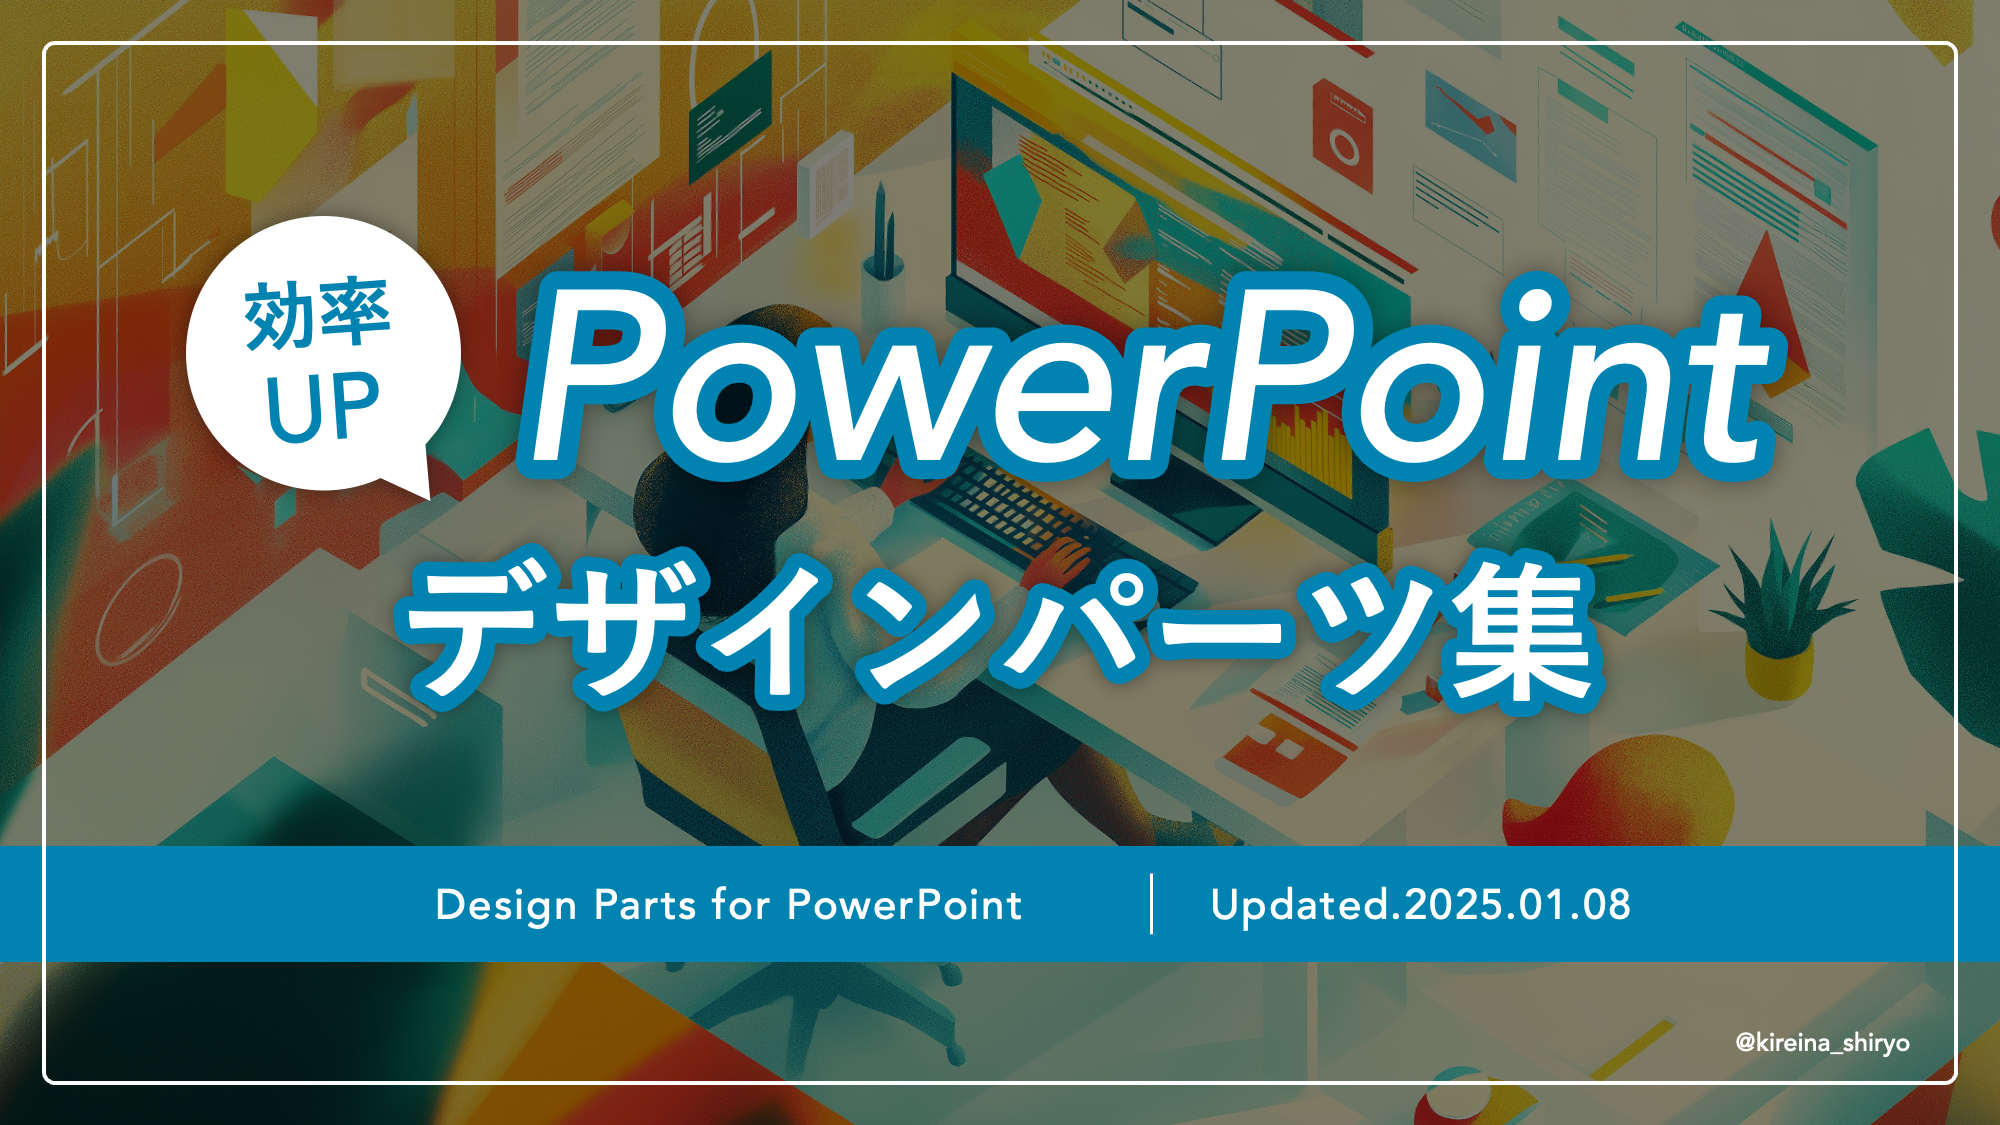 効率
UP
PowerPoint
デザインパーツ集
Design Parts for PowerPoint
Updated.2025.01.08
@kireina_shiryo